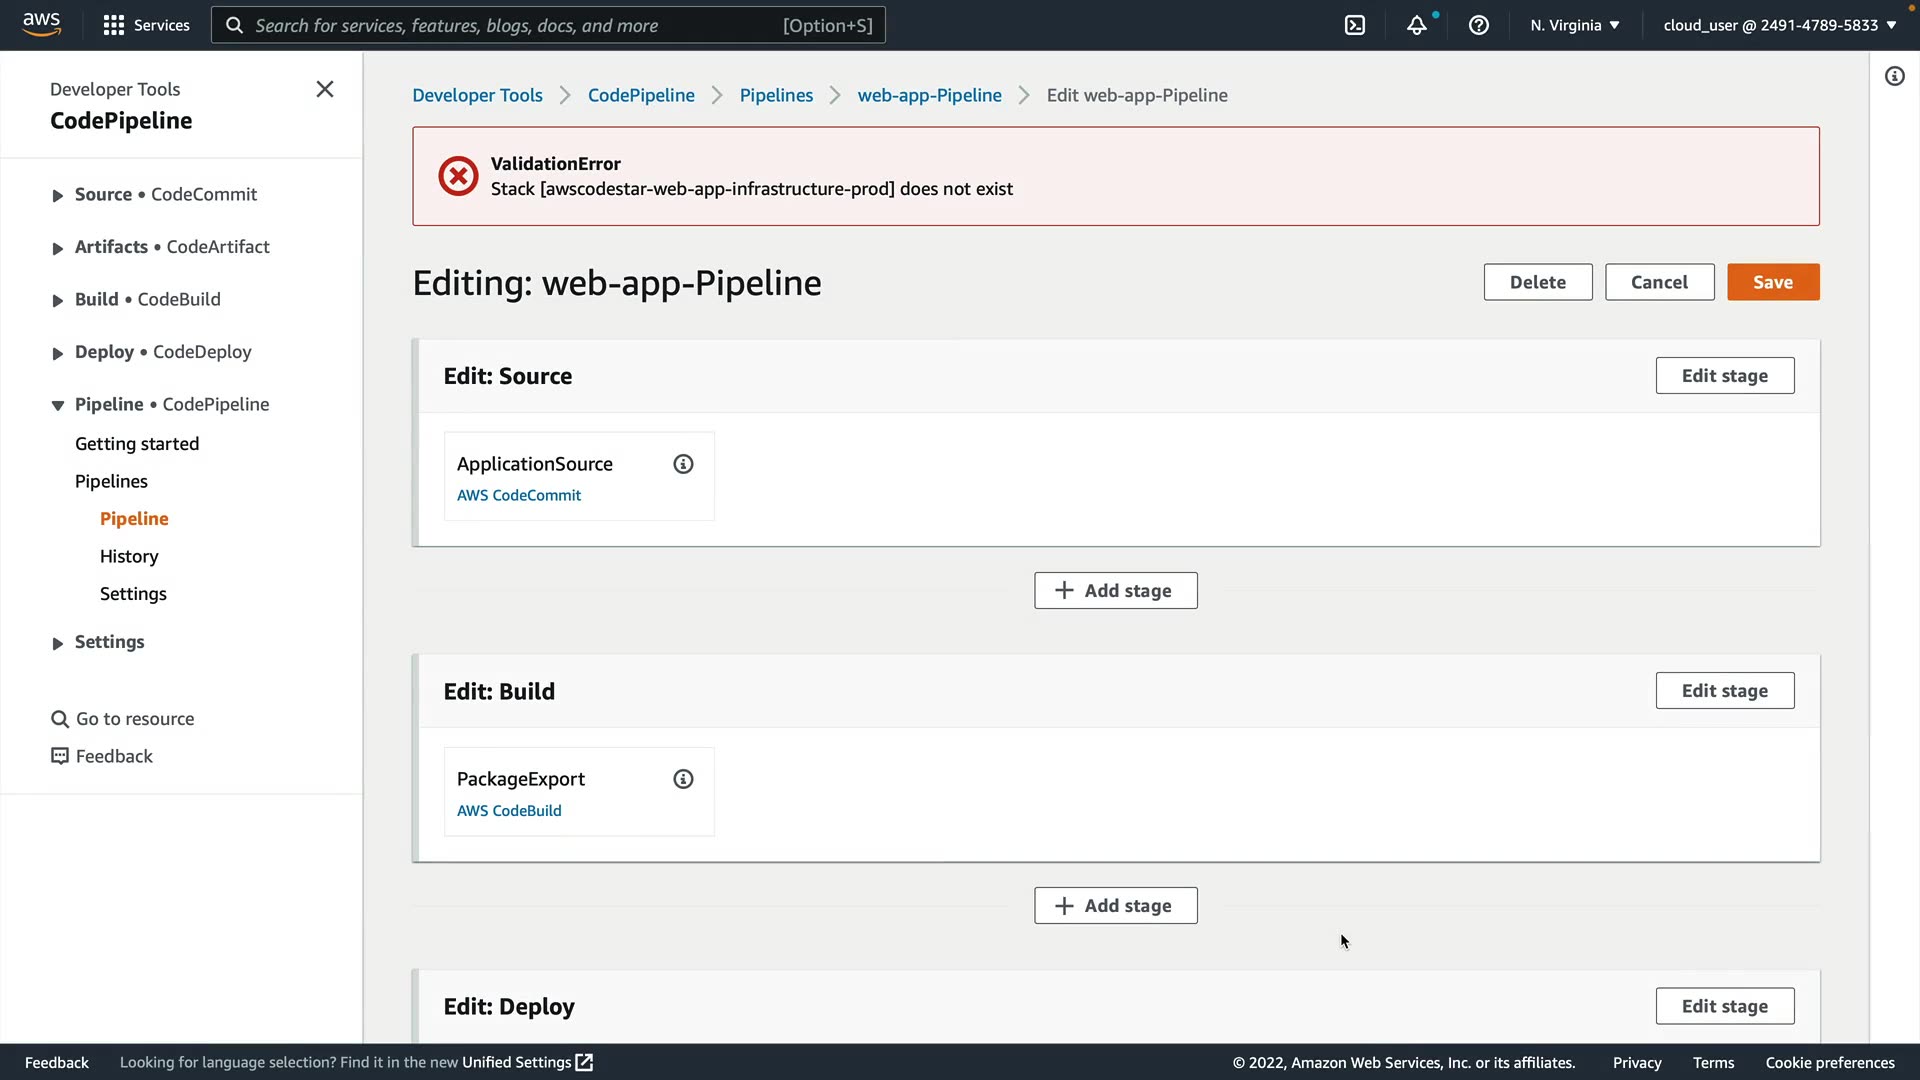 aws
Services
Search for services, features, blogs, docs, and more
[Option+S]
N. Virginia
cloud_user @ 2491-4789-5833
Developer Tools
CodePipeline
Source • CodeCommit
Artifacts • CodeArtifact
Build • CodeBuild
Deploy • CodeDeploy
Pipeline • CodePipeline
Getting started
Pipelines
Pipeline
History
Settings
Settings
Go to resource
Feedback
Developer Tools
CodePipeline
Pipelines
web-app-Pipeline
Edit web-app-Pipeline
ValidationError
Stack [awscodestar-web-app-infrastructure-prod] does not exist
Editing: web-app-Pipeline
Delete
Cancel
Save
Edit: Source
Edit stage
ApplicationSource
AWS CodeCommit
Add stage
Edit: Build
Edit stage
PackageExport
AWS CodeBuild
Add stage
Edit: Deploy
Edit stage
Feedback
Looking for language selection? Find it in the new Unified Settings
© 2022, Amazon Web Services, Inc. or its affiliates.
Privacy
Terms
Cookie preferences